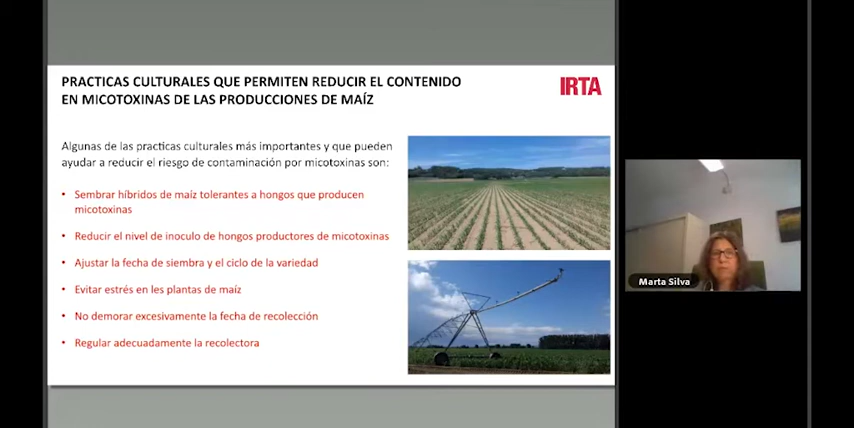 PRACTICAS CULTURALES QUE PERMITEN REDUCIR EL CONTENIDO
EN MICOTOXINAS DE LAS PRODUCCIONES DE MAÍZ
IRTA
Algunas de las practicas culturales más importantes y que pueden
ayudar a reducir el riesgo de contaminación por micotoxinas son:
• Sembrar híbridos de maíz tolerantes a hongos que producen
micotoxinas
• Reducir el nivel de inoculo de hongos productores de micotoxinas
• Ajustar la fecha de siembra y el ciclo de la variedad
• Evitar estrés en les plantas de maíz
• No demorar excesivamente la fecha de recolección
• Regular adecuadamente la recolectora
Marta Silva